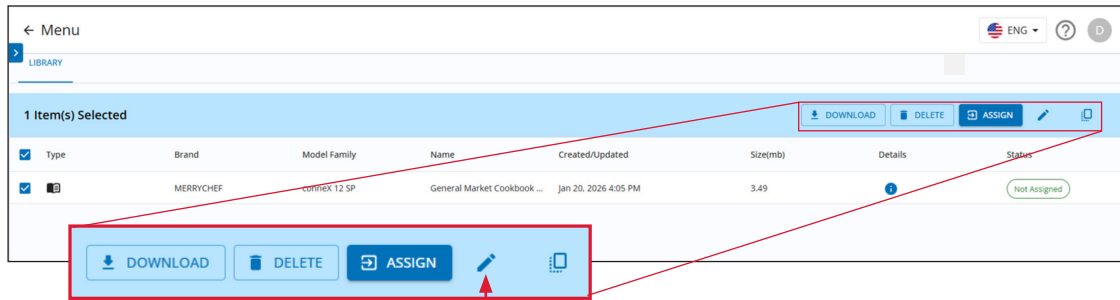 ← Menu
ENG
D
LIBRARY
1 Item(s) Selected
DOWNLOAD
DELETE
ASSIGN
Type Brand Model Family Name Created/Updated Size(mb) Details Status
MERRYCHEF conneX 12 SP General Market Cookbook ... Jan 20, 2026 4:05 PM 3.49 Not Assigned
DOWNLOAD
DELETE
ASSIGN